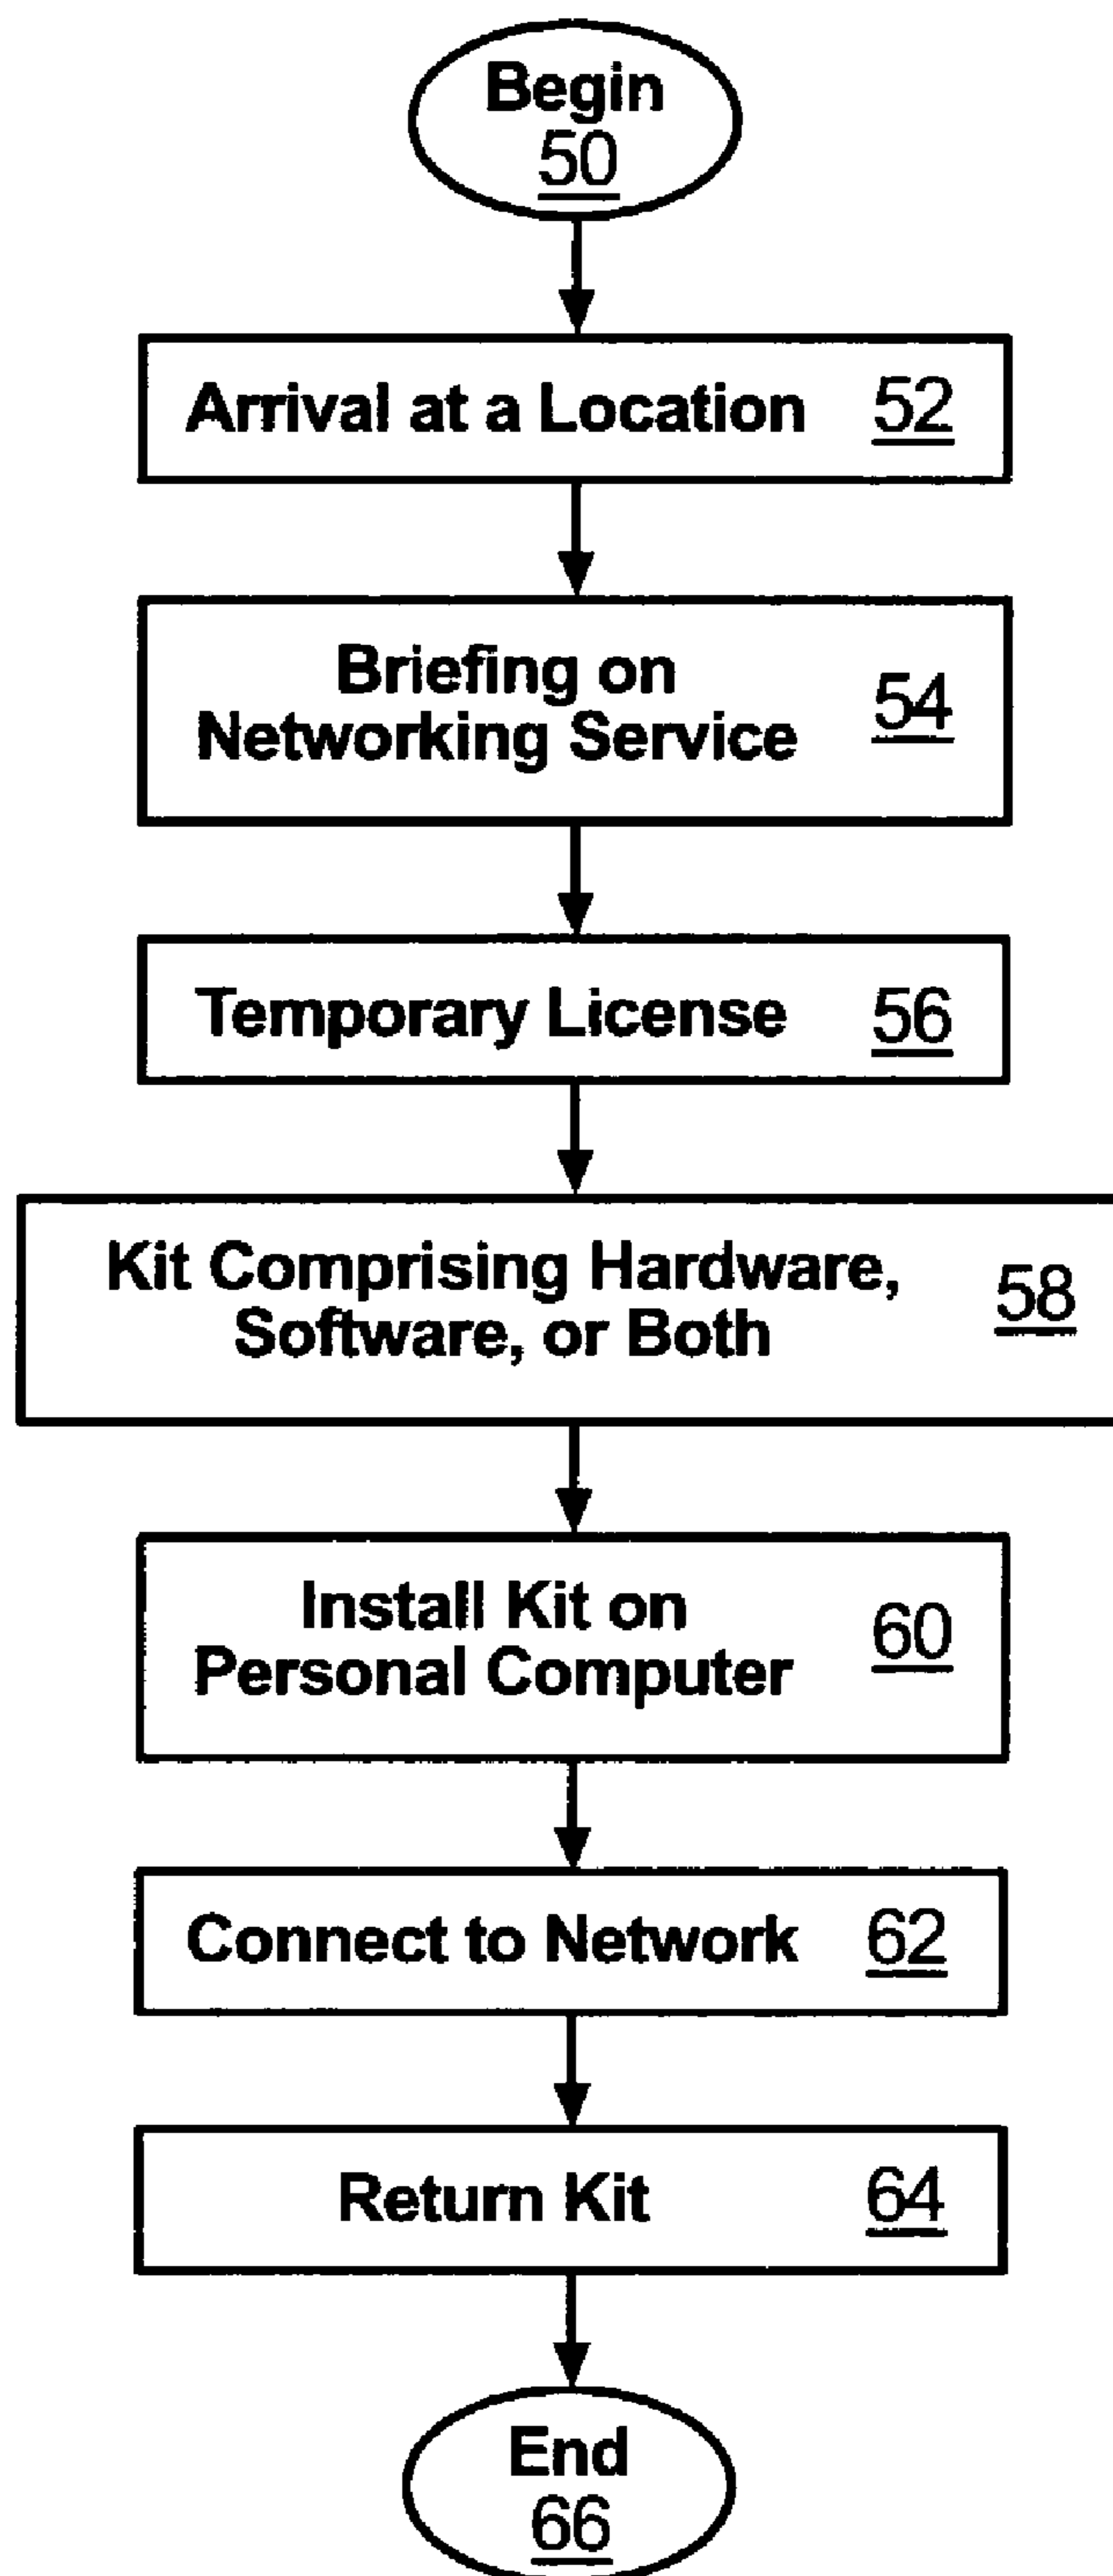 Begin
50
Arrival at a Location 52
Briefing on
Networking Service 54
Temporary License 56
Kit Comprising Hardware,
Software, or Both 58
Install Kit on
Personal Computer 60
Connect to Network 62
Return Kit 64
End
66